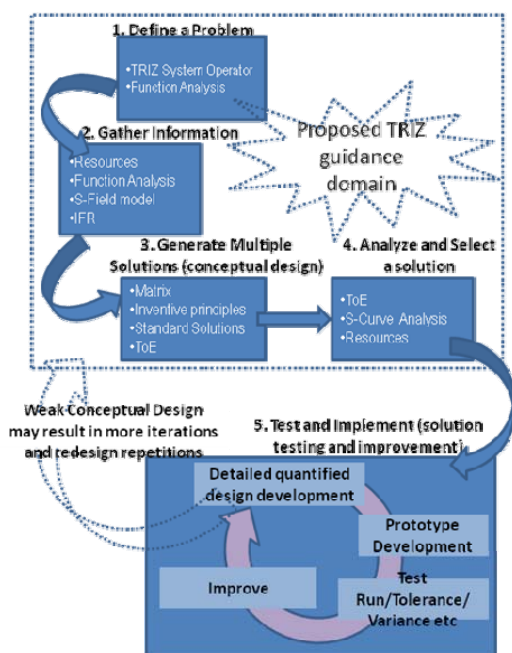 1. Define a Problem
•TRIZ System Operator
•Function Analysis
2. Gather Information
•Resources
•Function Analysis
•S-Field model
•IFR
Proposed TRIZ
guidance
domain
3. Generate Multiple
Solutions (conceptual design)
•Matrix
•Inventive principles
•Standard Solutions
•ToE
4. Analyze and Select
a solution
•ToE
•S-Curve Analysis
•Resources
Weak Conceptual Design
may result in more iterations
and redesign repetitions
5. Test and Implement (solution
testing and improvement)
Detailed quantified
design development
Prototype
Development
Test
Run/Tolerance/
Variance etc
Improve